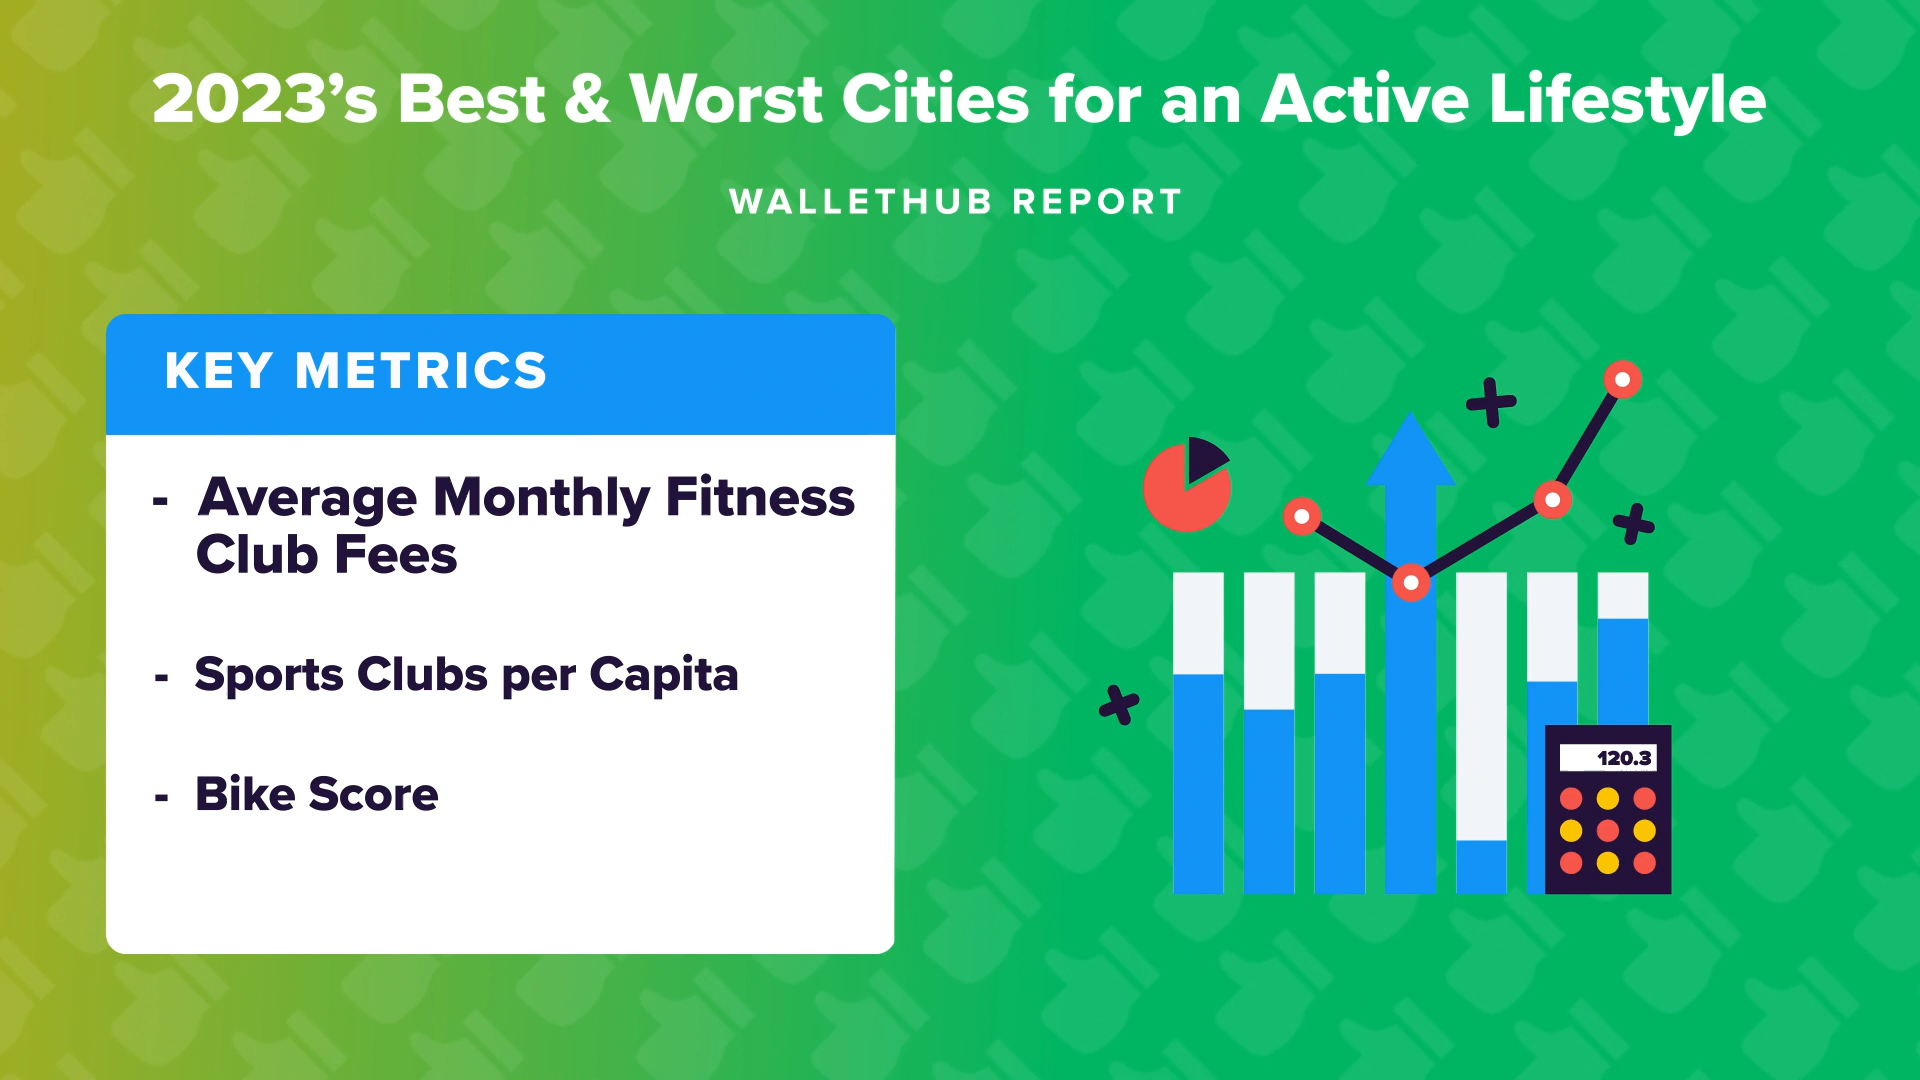 2023’s Best & Worst Cities for an Active Lifestyle
WALLETHUB REPORT
KEY METRICS
- Average Monthly Fitness
Club Fees
- Sports Clubs per Capita
- Bike Score
120.3